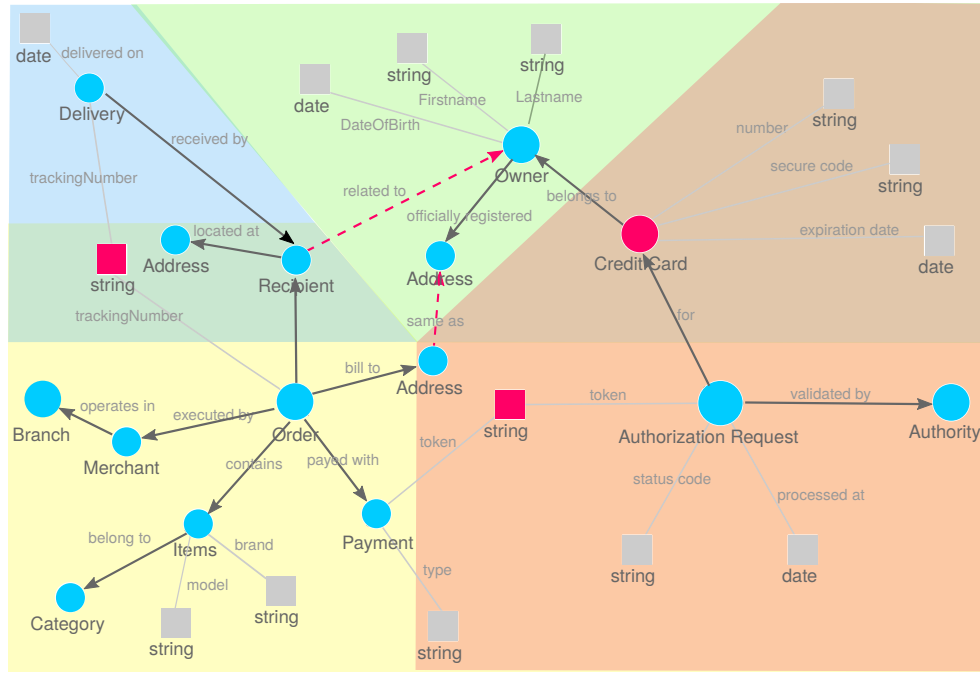 date
delivered on
string
string
Delivery
date
Firstname
Lastname
number
string
DateOfBirth
received by
Owner
secure code
string
trackingNumber
related to
belongs to
officially registered
located at
expiration date
Address
string
Recipient
Address
Credit Card
date
trackingNumber
same as
for
bill to
Address
operates in
executed by
token
validated by
Branch
Merchant
Order
string
Authorization Request
Authority
contains
payed with
token
status code
processed at
belong to
Items
brand
Payment
model
type
string
date
Category
string
string
string